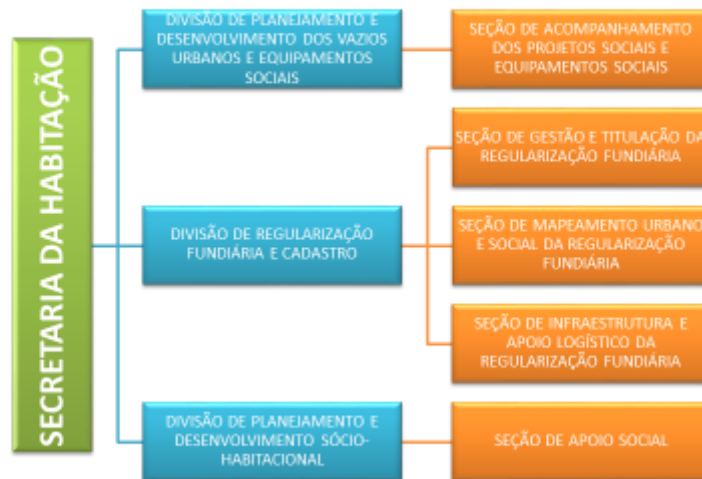 SECRETARIA DA HABITAÇÃO
DIVISÃO DE PLANEJAMENTO E
DESENVOLVIMENTO DOS VAZIOS
URBANOS E EQUIPAMENTOS
SOCIAIS
SEÇÃO DE ACOMPANHAMENTO
DOS PROJETOS SOCIAIS E
EQUIPAMENTOS SOCIAIS
DIVISÃO DE REGULARIZAÇÃO
FUNDIÁRIA E CADASTRO
SEÇÃO DE GESTÃO E TITULAÇÃO DA
REGULARIZAÇÃO FUNDIÁRIA
SEÇÃO DE MAPEAMENTO URBANO
E SOCIAL DA REGULARIZAÇÃO
FUNDIÁRIA
SEÇÃO DE INFRAESTRUTURA E
APOIO LOGÍSTICO DA
REGULARIZAÇÃO FUNDIÁRIA
DIVISÃO DE PLANEJAMENTO E
DESENVOLVIMENTO SÓCIO-
HABITACIONAL
SEÇÃO DE APOIO SOCIAL